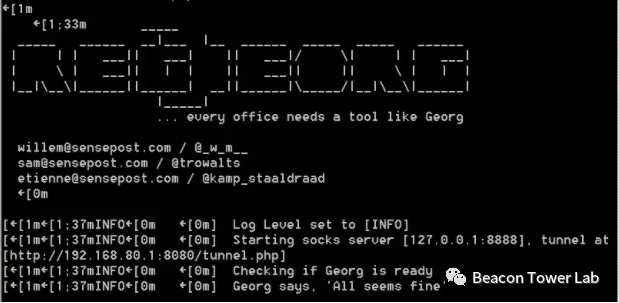 ←[1m
←[1;33m
REGEORG
... every office needs a tool like Georg
willem@sensepost.com / @_w_m__
sam@sensepost.com / @trowalts
etienne@sensepost.com / @kamp_staaldraad
←[0m
[←[1m←[1;37mINFO←[0m ←[0m] Log Level set to [INFO]
[←[1m←[1;37mINFO←[0m ←[0m] Starting socks server [127.0.0.1:8888], tunnel at
[http://192.168.80.1:8080/tunnel.php]
[←[1m←[1;37mINFO←[0m ←[0m] Checking if Georg is ready
[←[1m←[1;37mINFO←[0m ←[0m] Georg says, 'All seems fine'
Beacon Tower Lab